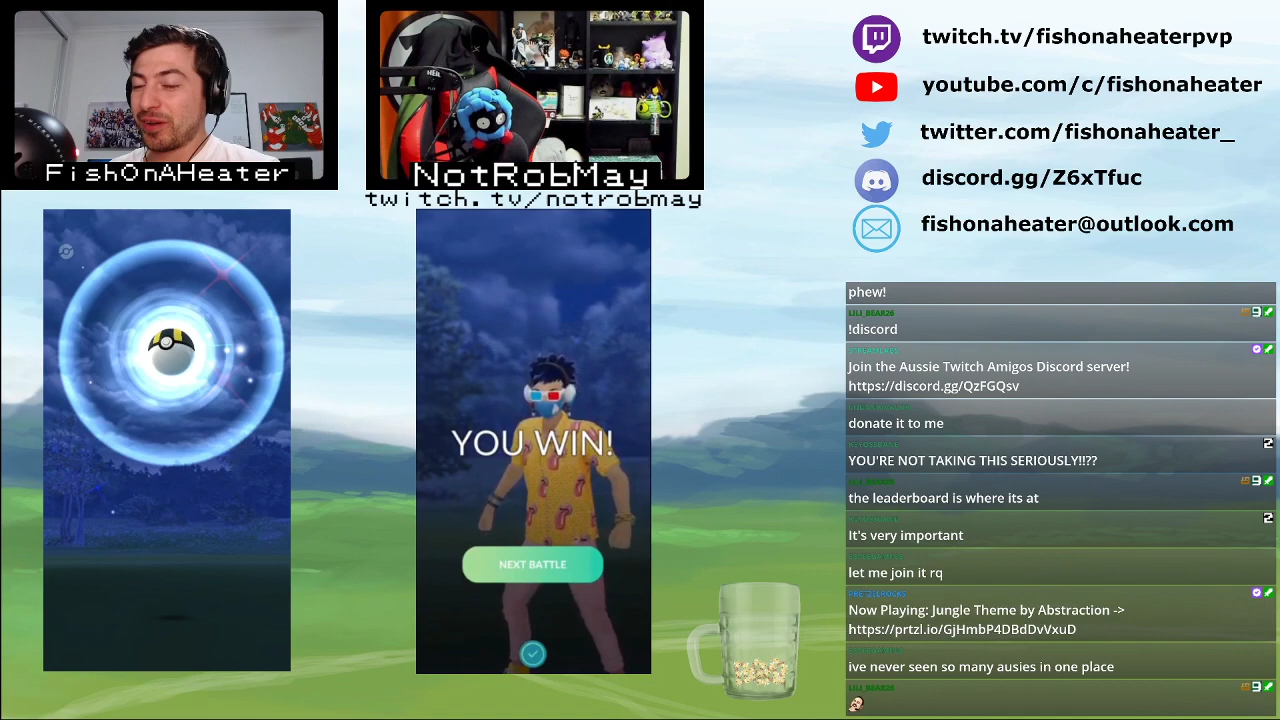 FishOnAHeater
NotRobMay
twitch.tv/notrobmay
YOU WIN!
NEXT BATTLE
twitch.tv/fishonaheaterpvp
youtube.com/c/fishonaheater
twitter.com/fishonaheater_
discord.gg/Z6xTfuc
fishonaheater@outlook.com
phew!
LILI_BEAR26
!discord
Join the Aussie Twitch Amigos Discord server!
https://discord.gg/QzFGQsv
donate it to me
YOU'RE NOT TAKING THIS SERIOUSLY!!??
the leaderboard is where its at
It's very important
let me join it rq
PRETZELROCKS
Now Playing: Jungle Theme by Abstraction ->
https://prtzl.io/GjHmbP4DBdDvVxuD
ive never seen so many ausies in one place
LILI_BEAR26